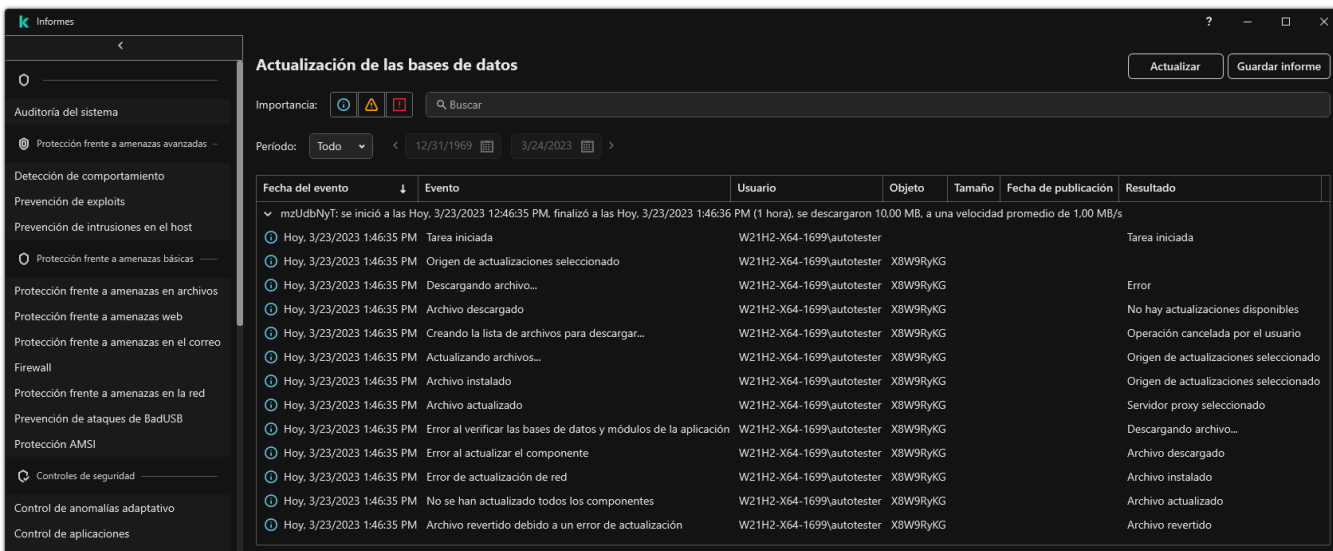 Informes
?
Actualización de las bases de datos
Actualizar
Guardar informe
Auditoría del sistema
Protección frente a amenazas avanzadas
Detección de comportamiento
Prevención de exploits
Prevención de intrusiones en el host
Protección frente a amenazas básicas
Protección frente a amenazas en archivos
Protección frente a amenazas web
Protección frente a amenazas en el correo
Firewall
Protección frente a amenazas en la red
Prevención de ataques de BadUSB
Protección AMSI
Controles de seguridad
Control de anomalías adaptativo
Control de aplicaciones
Importancia:
Buscar
Período: Todo 12/31/1969 3/24/2023
Fecha del evento Evento Usuario Objeto Tamaño Fecha de publicación Resultado
mzUdbNyT: se inició a las Hoy, 3/23/2023 12:46:35 PM, finalizó a las Hoy, 3/23/2023 1:46:36 PM (1 hora), se descargaron 10,00 MB, a una velocidad promedio de 1,00 MB/s
Hoy, 3/23/2023 1:46:35 PM Tarea iniciada W21H2-X64-1699\autotester Tarea iniciada
Hoy, 3/23/2023 1:46:35 PM Origen de actualizaciones seleccionado W21H2-X64-1699\autotester X8W9RyKG
Hoy, 3/23/2023 1:46:35 PM Descargando archivo... W21H2-X64-1699\autotester X8W9RyKG Error
Hoy, 3/23/2023 1:46:35 PM Archivo descargado W21H2-X64-1699\autotester X8W9RyKG No hay actualizaciones disponibles
Hoy, 3/23/2023 1:46:35 PM Creando la lista de archivos para descargar... W21H2-X64-1699\autotester X8W9RyKG Operación cancelada por el usuario
Hoy, 3/23/2023 1:46:35 PM Actualizando archivos... W21H2-X64-1699\autotester X8W9RyKG Origen de actualizaciones seleccionado
Hoy, 3/23/2023 1:46:35 PM Archivo instalado W21H2-X64-1699\autotester X8W9RyKG Origen de actualizaciones seleccionado
Hoy, 3/23/2023 1:46:35 PM Archivo actualizado W21H2-X64-1699\autotester X8W9RyKG Servidor proxy seleccionado
Hoy, 3/23/2023 1:46:35 PM Error al verificar las bases de datos y módulos de la aplicación W21H2-X64-1699\autotester X8W9RyKG Descargando archivo...
Hoy, 3/23/2023 1:46:35 PM Error al actualizar el componente W21H2-X64-1699\autotester X8W9RyKG Archivo descargado
Hoy, 3/23/2023 1:46:35 PM Error de actualización de red W21H2-X64-1699\autotester X8W9RyKG Archivo instalado
Hoy, 3/23/2023 1:46:35 PM No se han actualizado todos los componentes W21H2-X64-1699\autotester X8W9RyKG Archivo actualizado
Hoy, 3/23/2023 1:46:35 PM Archivo revertido debido a un error de actualización W21H2-X64-1699\autotester X8W9RyKG Archivo revertido